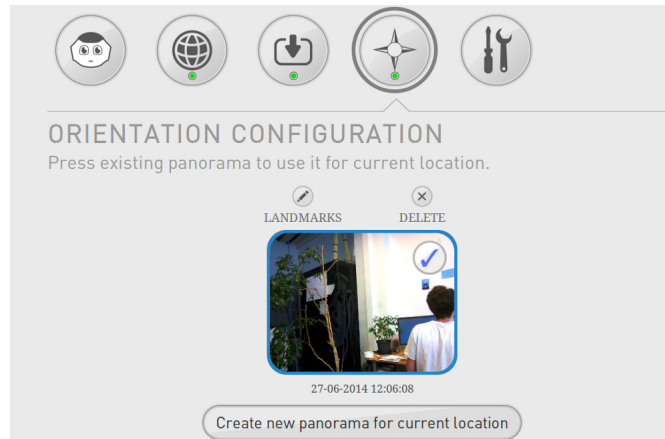 ORIENTATION CONFIGURATION
Press existing panorama to use it for current location.
LANDMARKS DELETE
27-06-2014 12:06:08
Create new panorama for current location